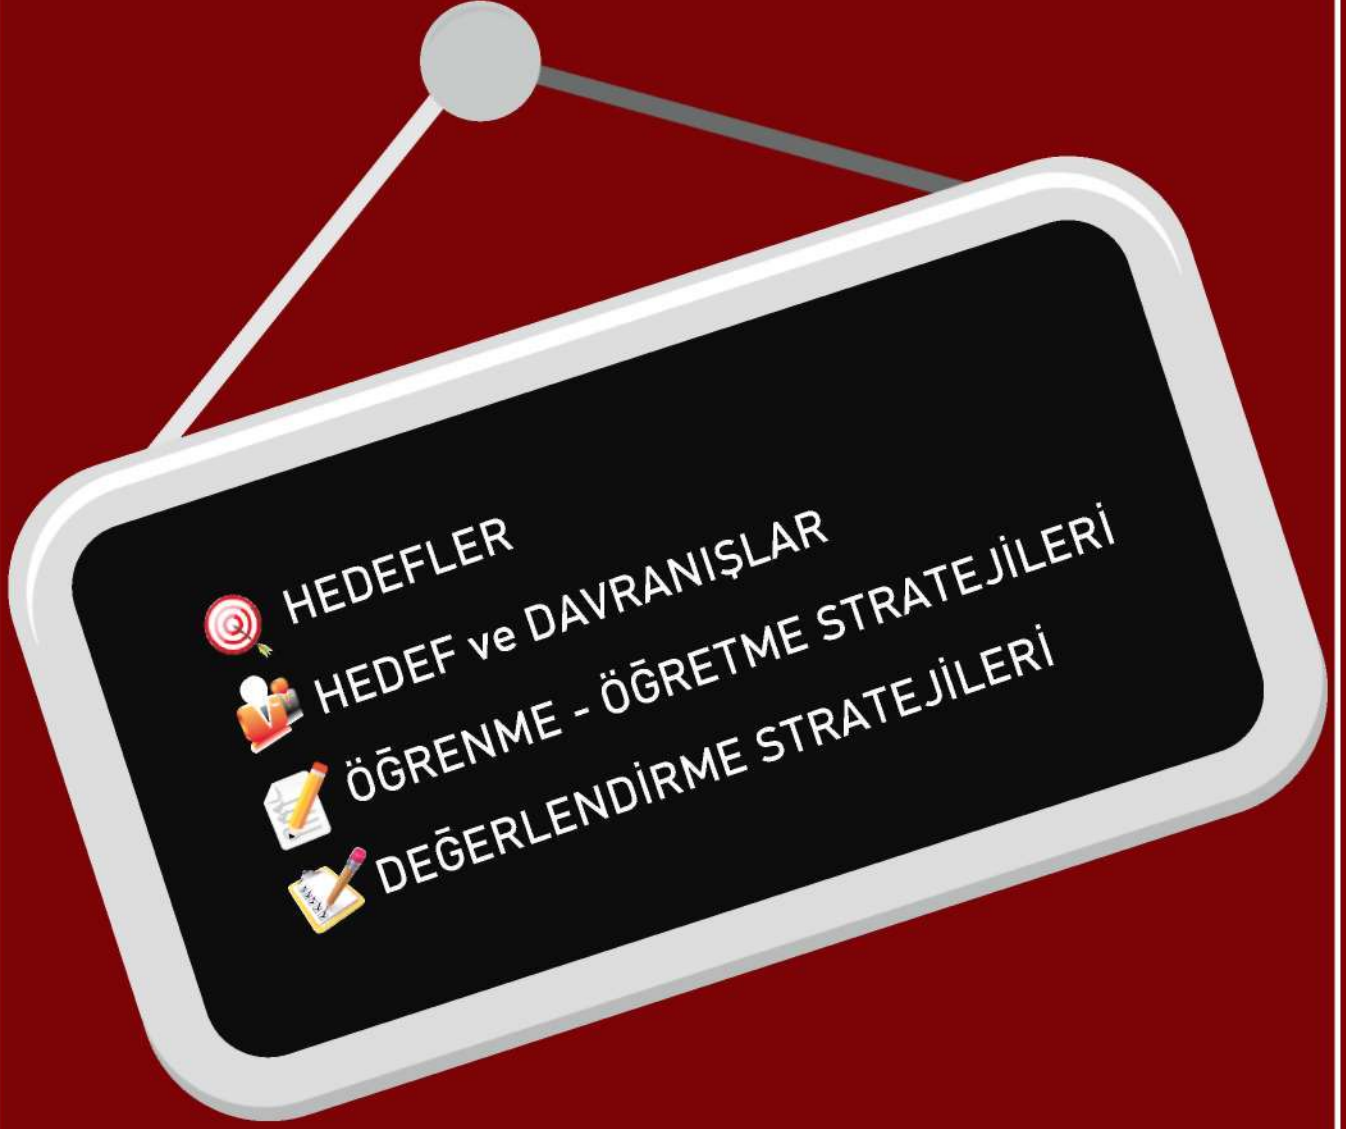 HEDEFLER
HEDEF ve DAVRANIŞLAR
ÖĞRENME - ÖĞRETME STRATEJİLERİ
DEĞERLENDİRME STRATEJİLERİ